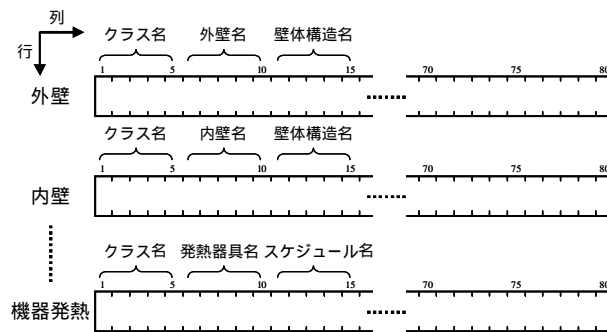 列
行
クラス名 外壁名 壁体構造名
1 5 10 15 70 75 80
外壁
クラス名 内壁名 壁体構造名
1 5 10 15 70 75 80
内壁
クラス名 発熱器具名 スケジュール名
1 5 10 15 70 75 80
機器発熱